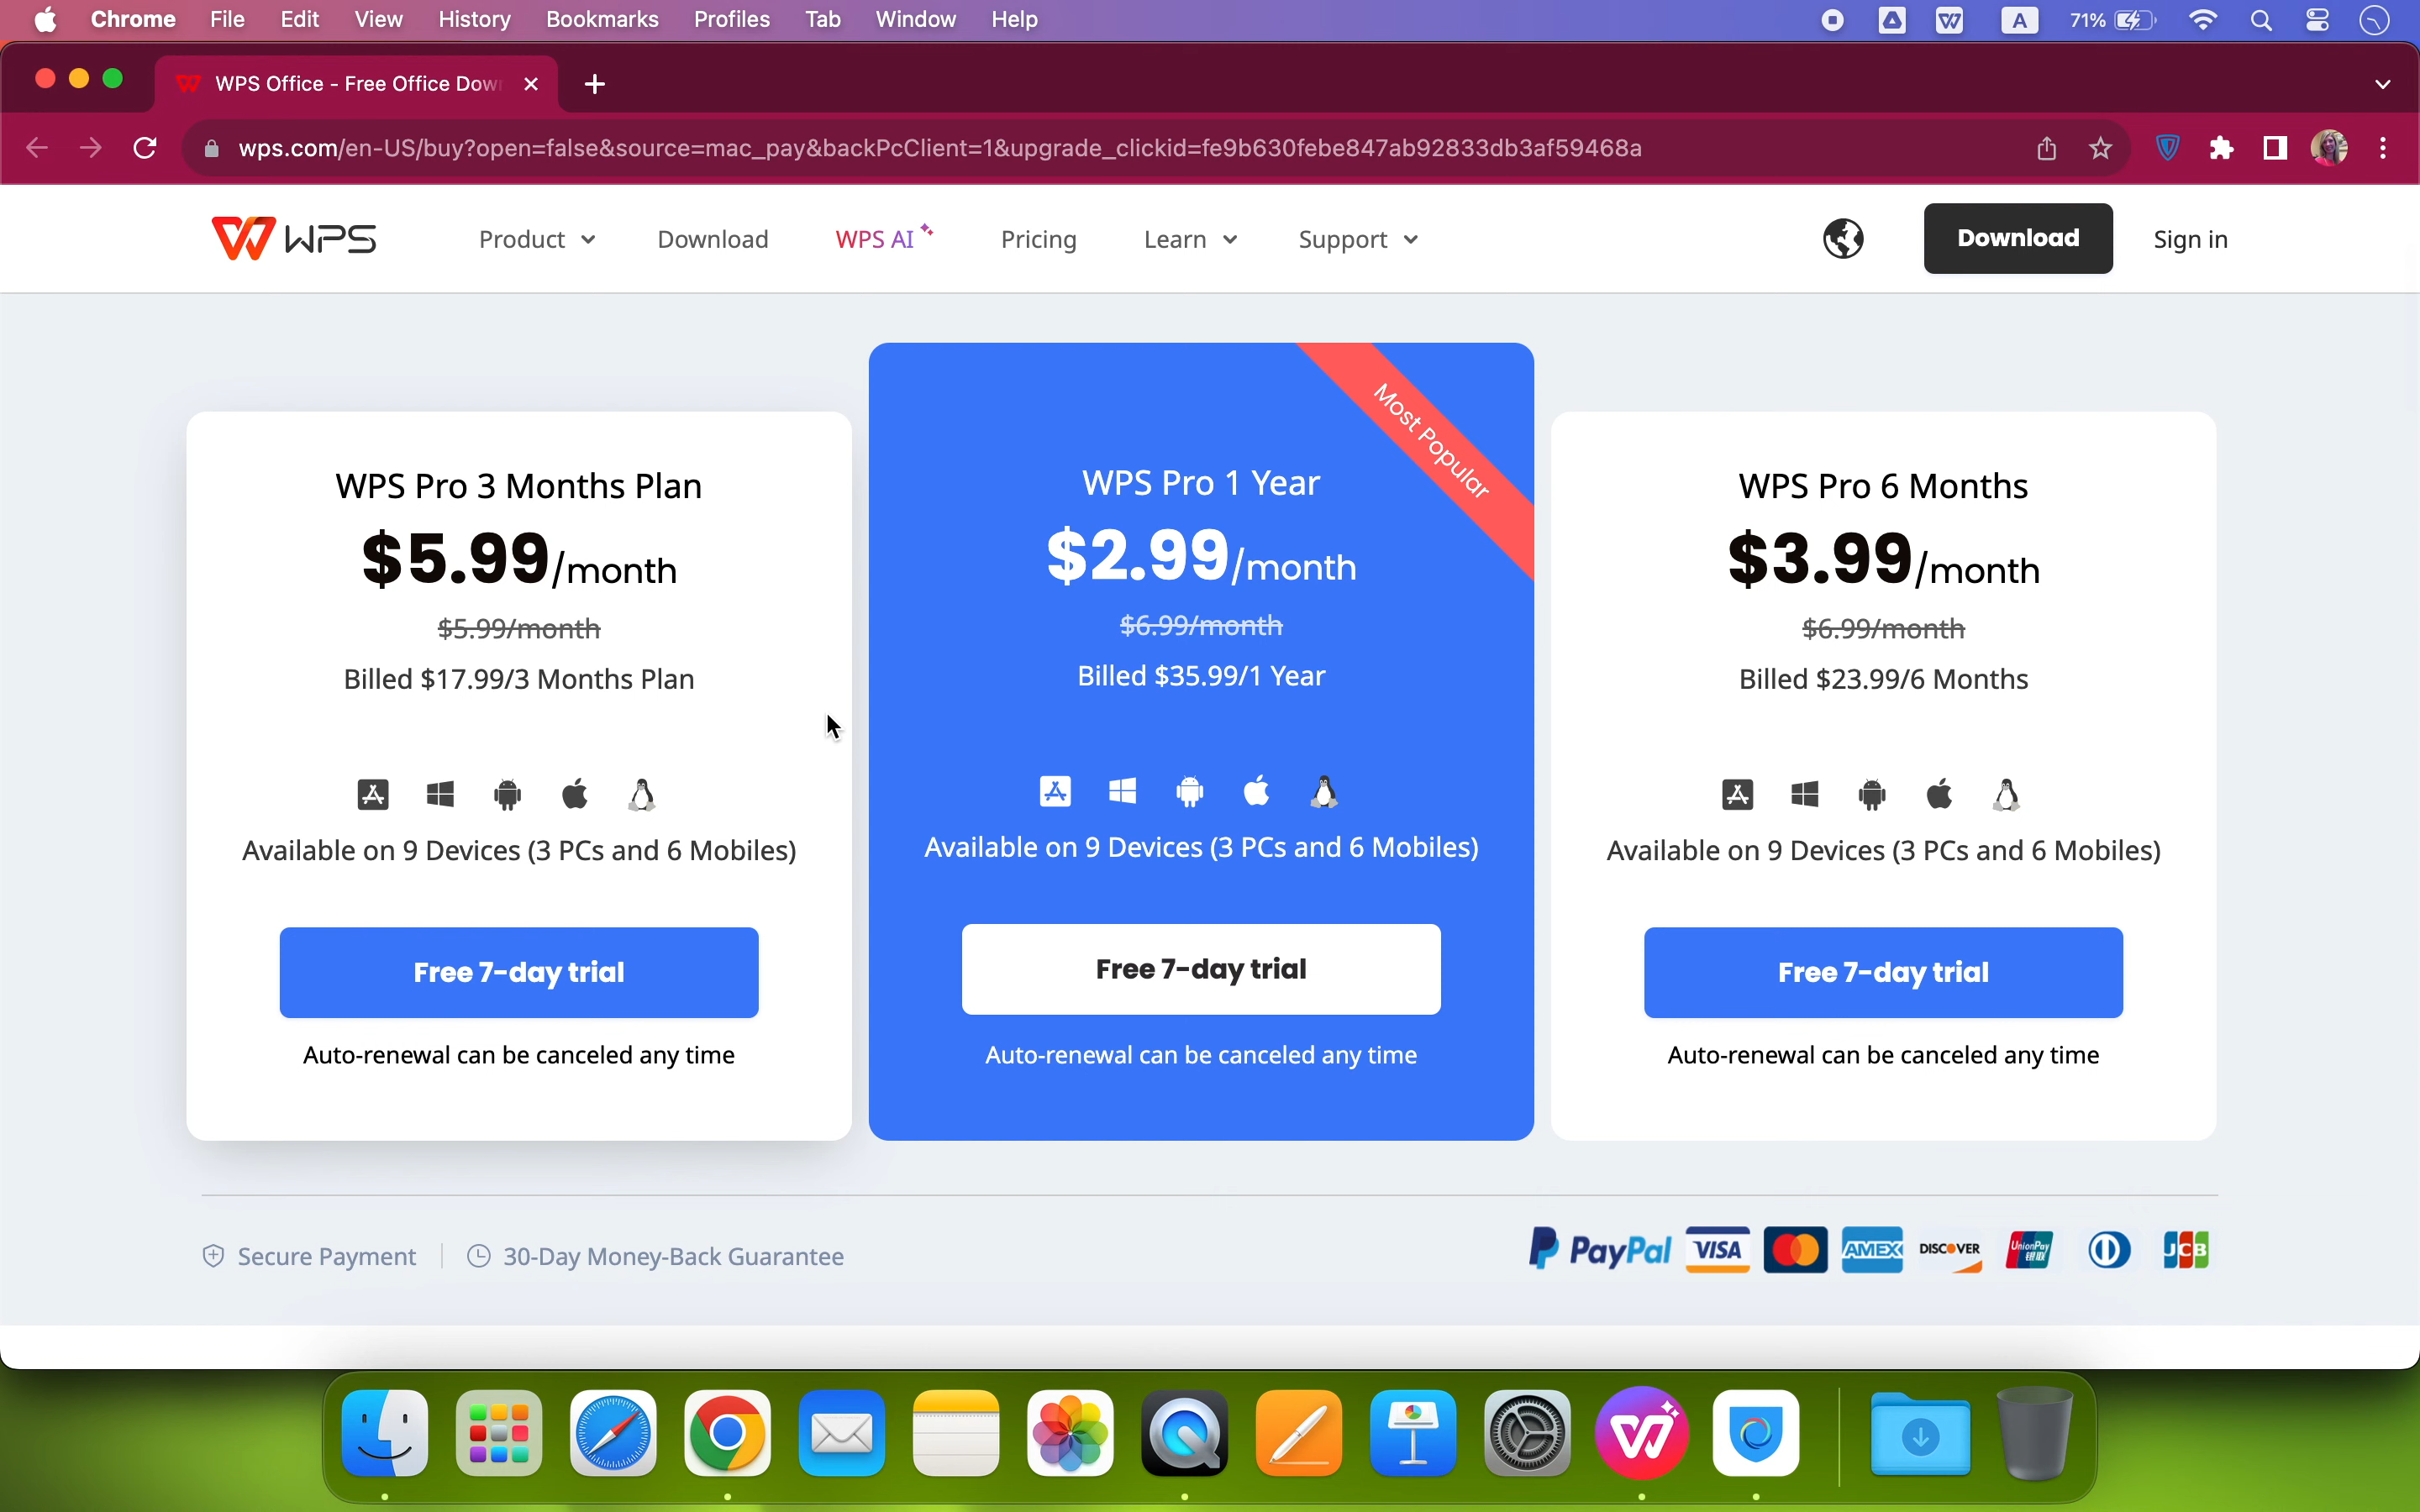 Chrome File Edit View History Bookmarks Profiles Tab Window Help A 71%
WPS Office - Free Office Dow
wps.com/en-US/buy?open=false&source=mac_pay&backPcClient=1&upgrade_clickid=fe9b630febe847ab92833db3af59468a
WPS Product Download WPS AI Pricing Learn Support Download Sign in
Most Popular
WPS Pro 3 Months Plan
$5.99/month
$5.99/month
Billed $17.99/3 Months Plan
Available on 9 Devices (3 PCs and 6 Mobiles)
Free 7-day trial
Auto-renewal can be canceled any time
WPS Pro 1 Year
$2.99/month
$6.99/month
Billed $35.99/1 Year
Available on 9 Devices (3 PCs and 6 Mobiles)
Free 7-day trial
Auto-renewal can be canceled any time
WPS Pro 6 Months
$3.99/month
$6.99/month
Billed $23.99/6 Months
Available on 9 Devices (3 PCs and 6 Mobiles)
Free 7-day trial
Auto-renewal can be canceled any time
Secure Payment 30-Day Money-Back Guarantee
PayPal VISA AMEX DISCOVER UnionPay 银联 JCB